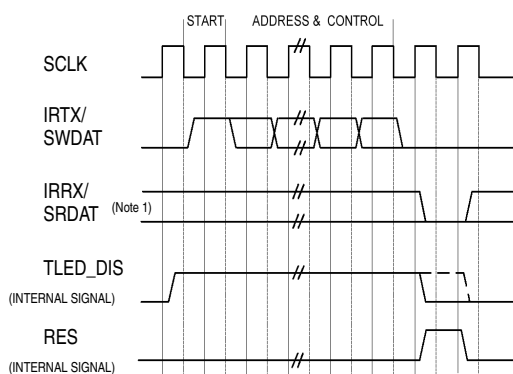 START ADDRESS & CONTROL
SCLK
IRTX/
SWDAT
IRRX/
SRDAT (Note 1)
TLED_DIS
(INTERNAL SIGNAL)
RES
(INTERNAL SIGNAL)